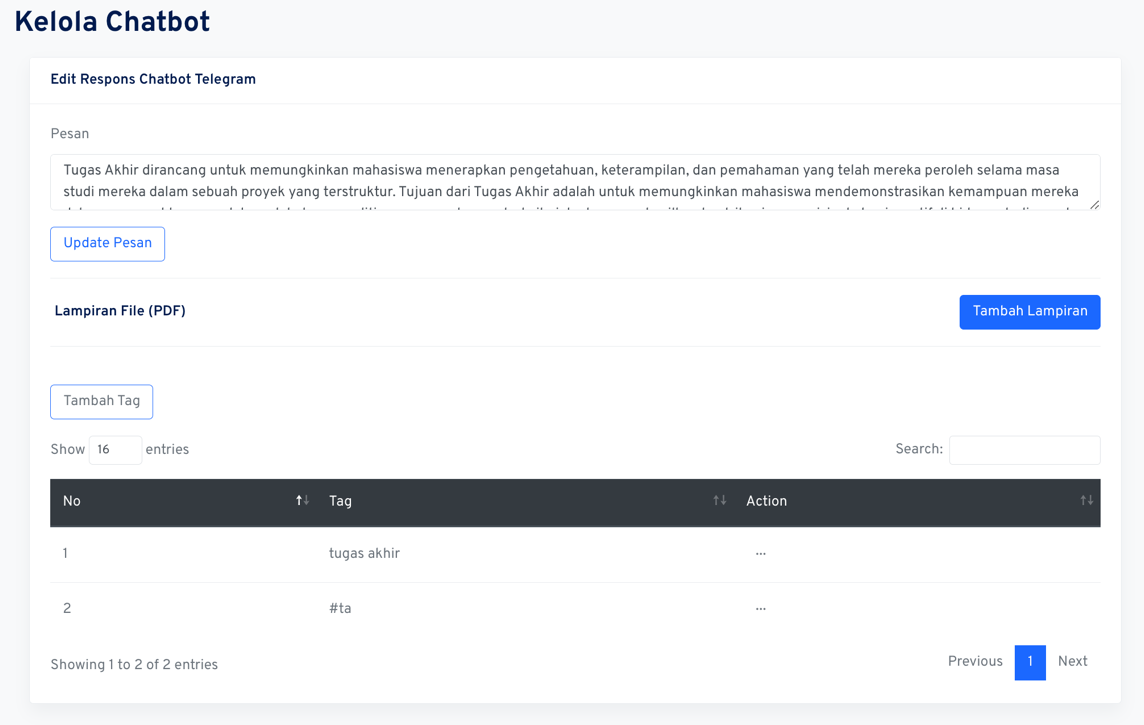 Kelola Chatbot
Edit Respons Chatbot Telegram
Pesan
Tugas Akhir dirancang untuk memungkinkan mahasiswa menerapkan pengetahuan, keterampilan, dan pemahaman yang telah mereka peroleh selama masa
studi mereka dalam sebuah proyek yang terstruktur. Tujuan dari Tugas Akhir adalah untuk memungkinkan mahasiswa mendemonstrasikan kemampuan mereka
Update Pesan
Lampiran File (PDF)
Tambah Lampiran
Tambah Tag
Show 16 entries
Search:
No Tag Action
1 tugas akhir ...
2 #ta ...
Showing 1 to 2 of 2 entries
Previous 1 Next